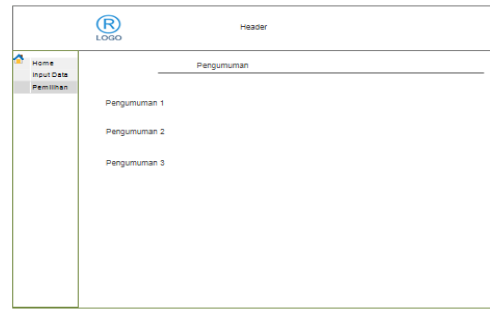 R
LOGO
Header
Home
Input Data
Pemilihan
Pengumuman
Pengumuman 1
Pengumuman 2
Pengumuman 3